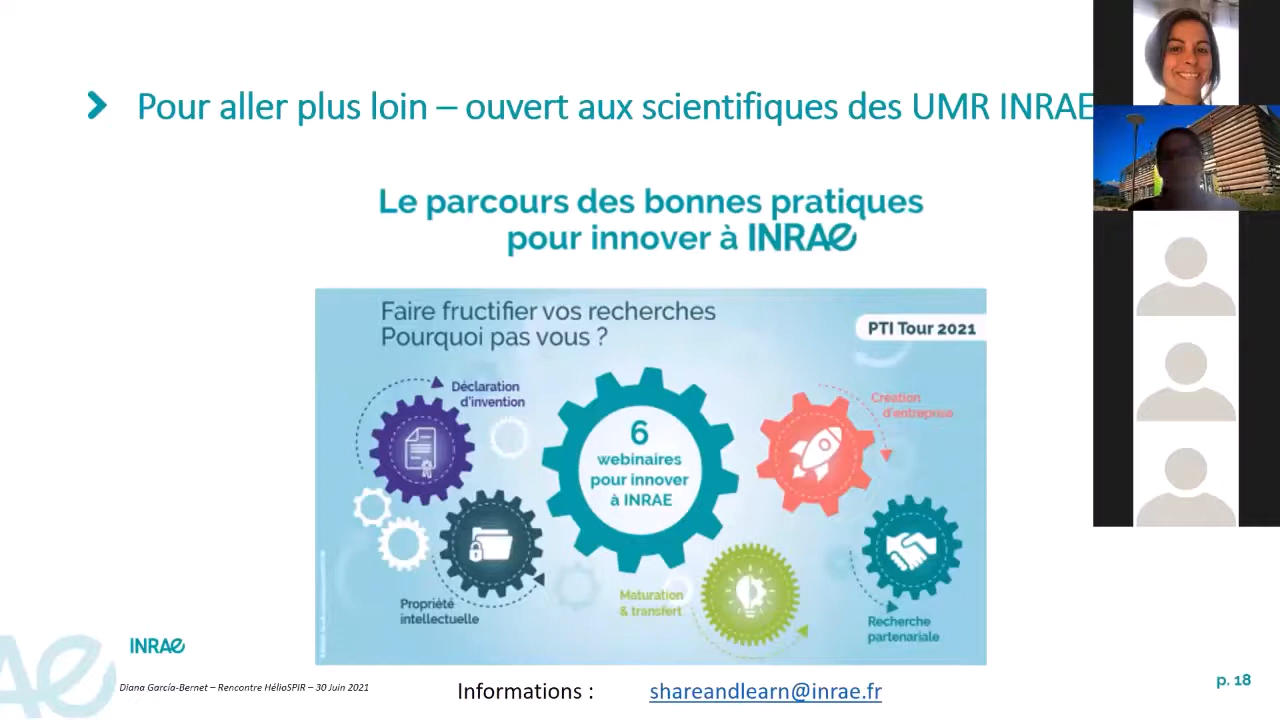 Pour aller plus loin – ouvert aux scientifiques des UMR INRAE
Le parcours des bonnes pratiques
pour innover à INRAE
Faire fructifier vos recherches
Pourquoi pas vous ?
PTI Tour 2021
Déclaration
d'invention
6
webinaires
pour innover
à INRAE
Création
d'entreprise
Propriété
intellectuelle
Maturation
& transfert
Recherche
partenariale
INRAE
Diana García-Bernet – Rencontre HélioSPIR – 30 Juin 2021
Informations : shareandlearn@inrae.fr
p. 18